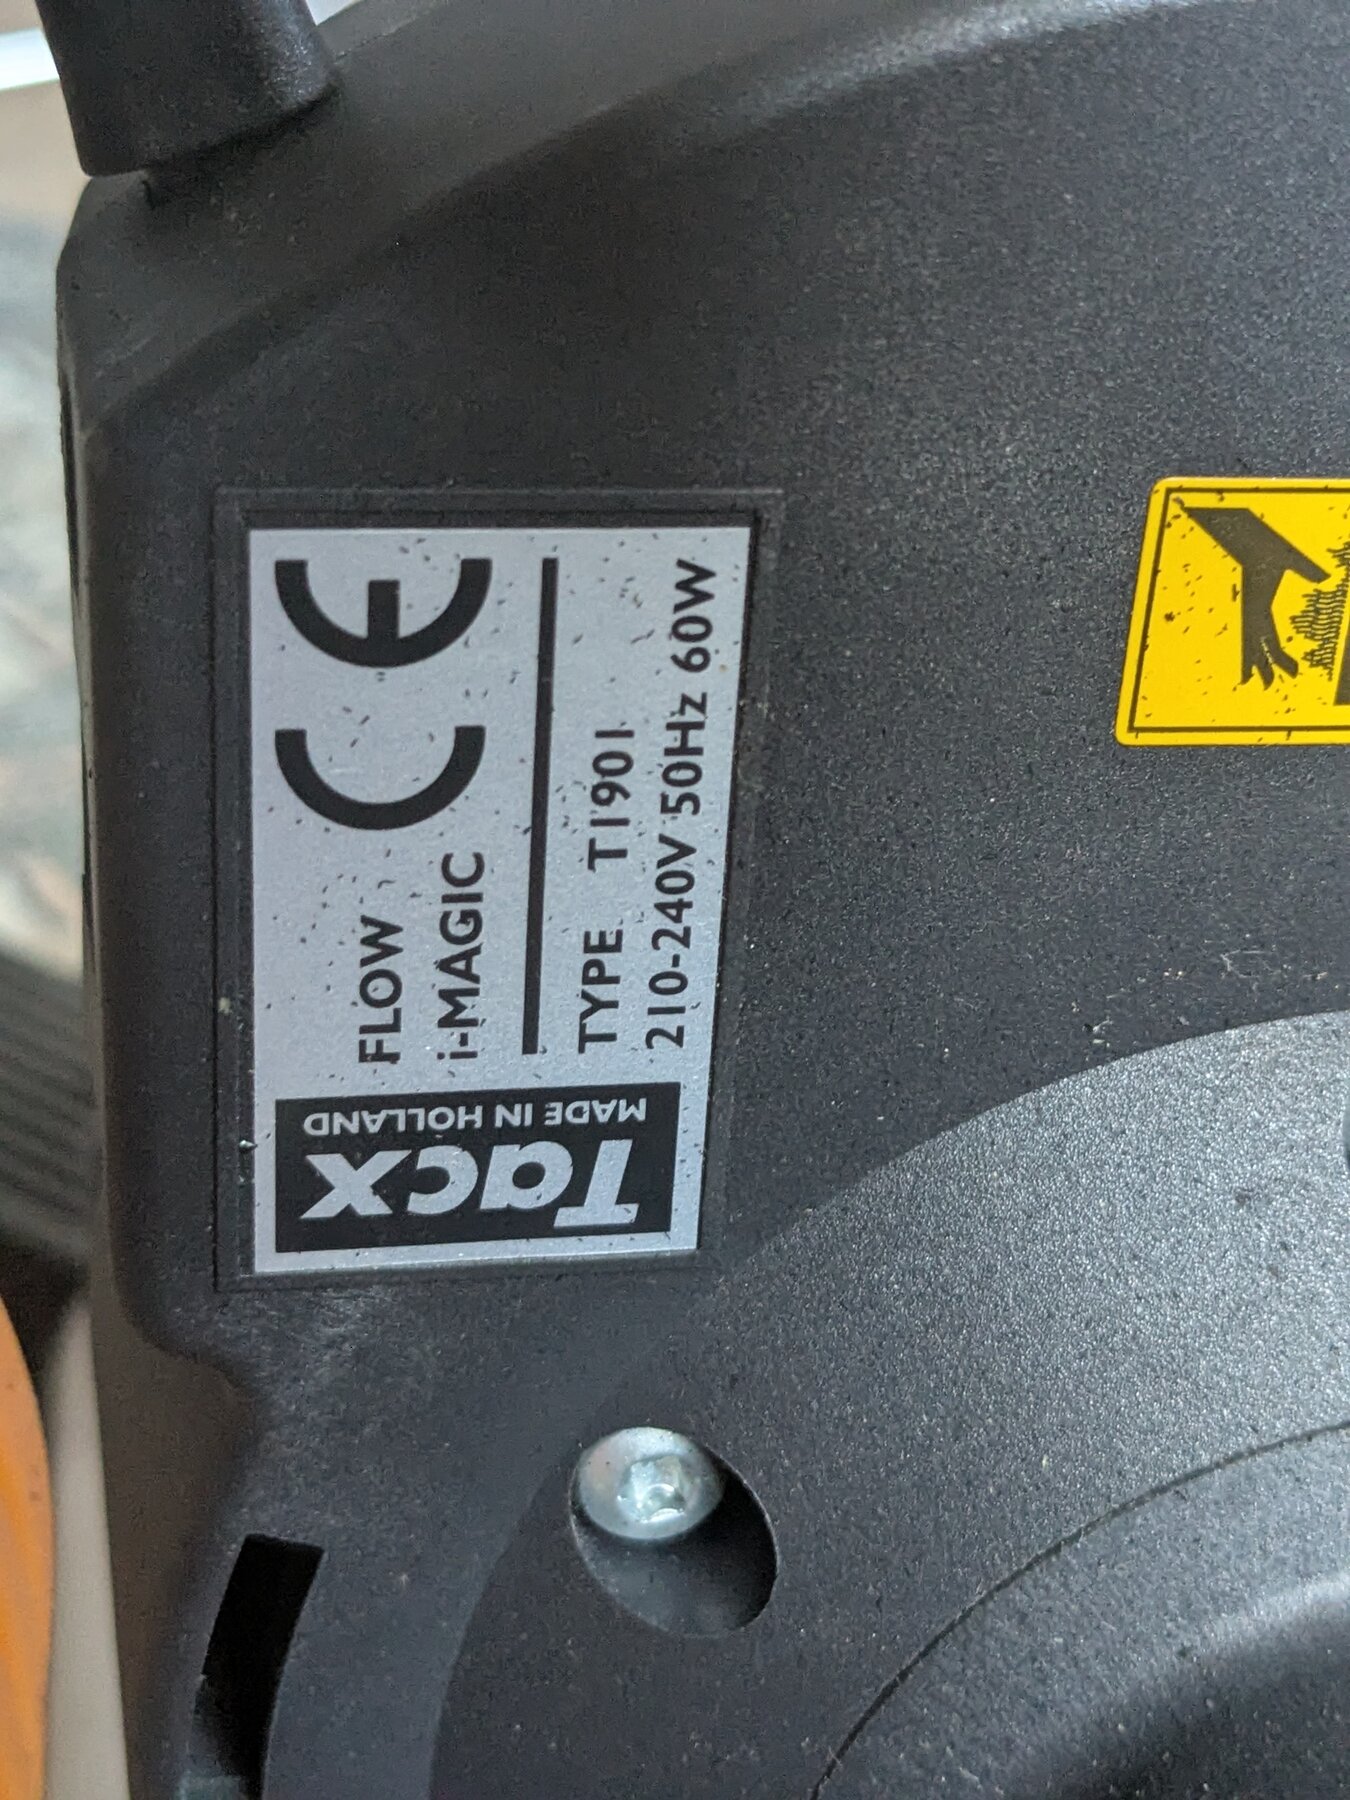 Tacx
MADE IN HOLLAND
FLOW
i-MAGIC
CE
TYPE T1901
210-240V 50Hz 60W